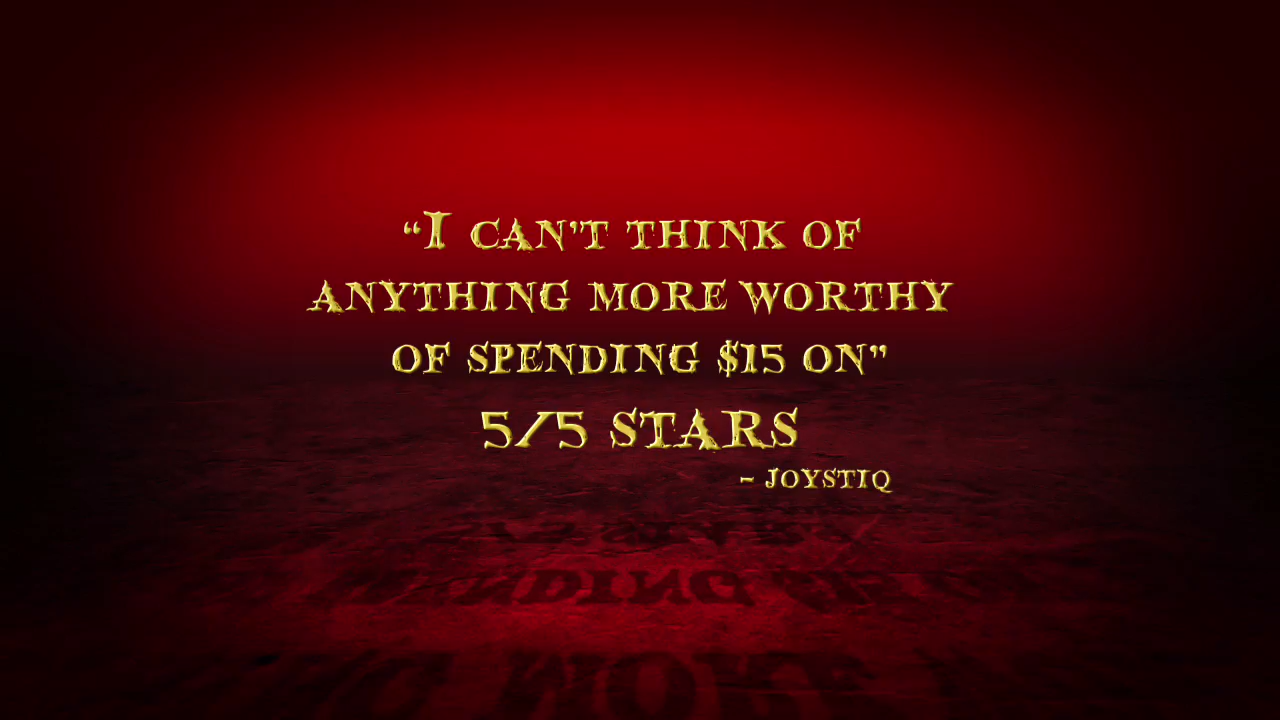 “I CAN’T THINK OF
ANYTHING MORE WORTHY
OF SPENDING $15 ON”
5/5 STARS
- JOYSTIQ